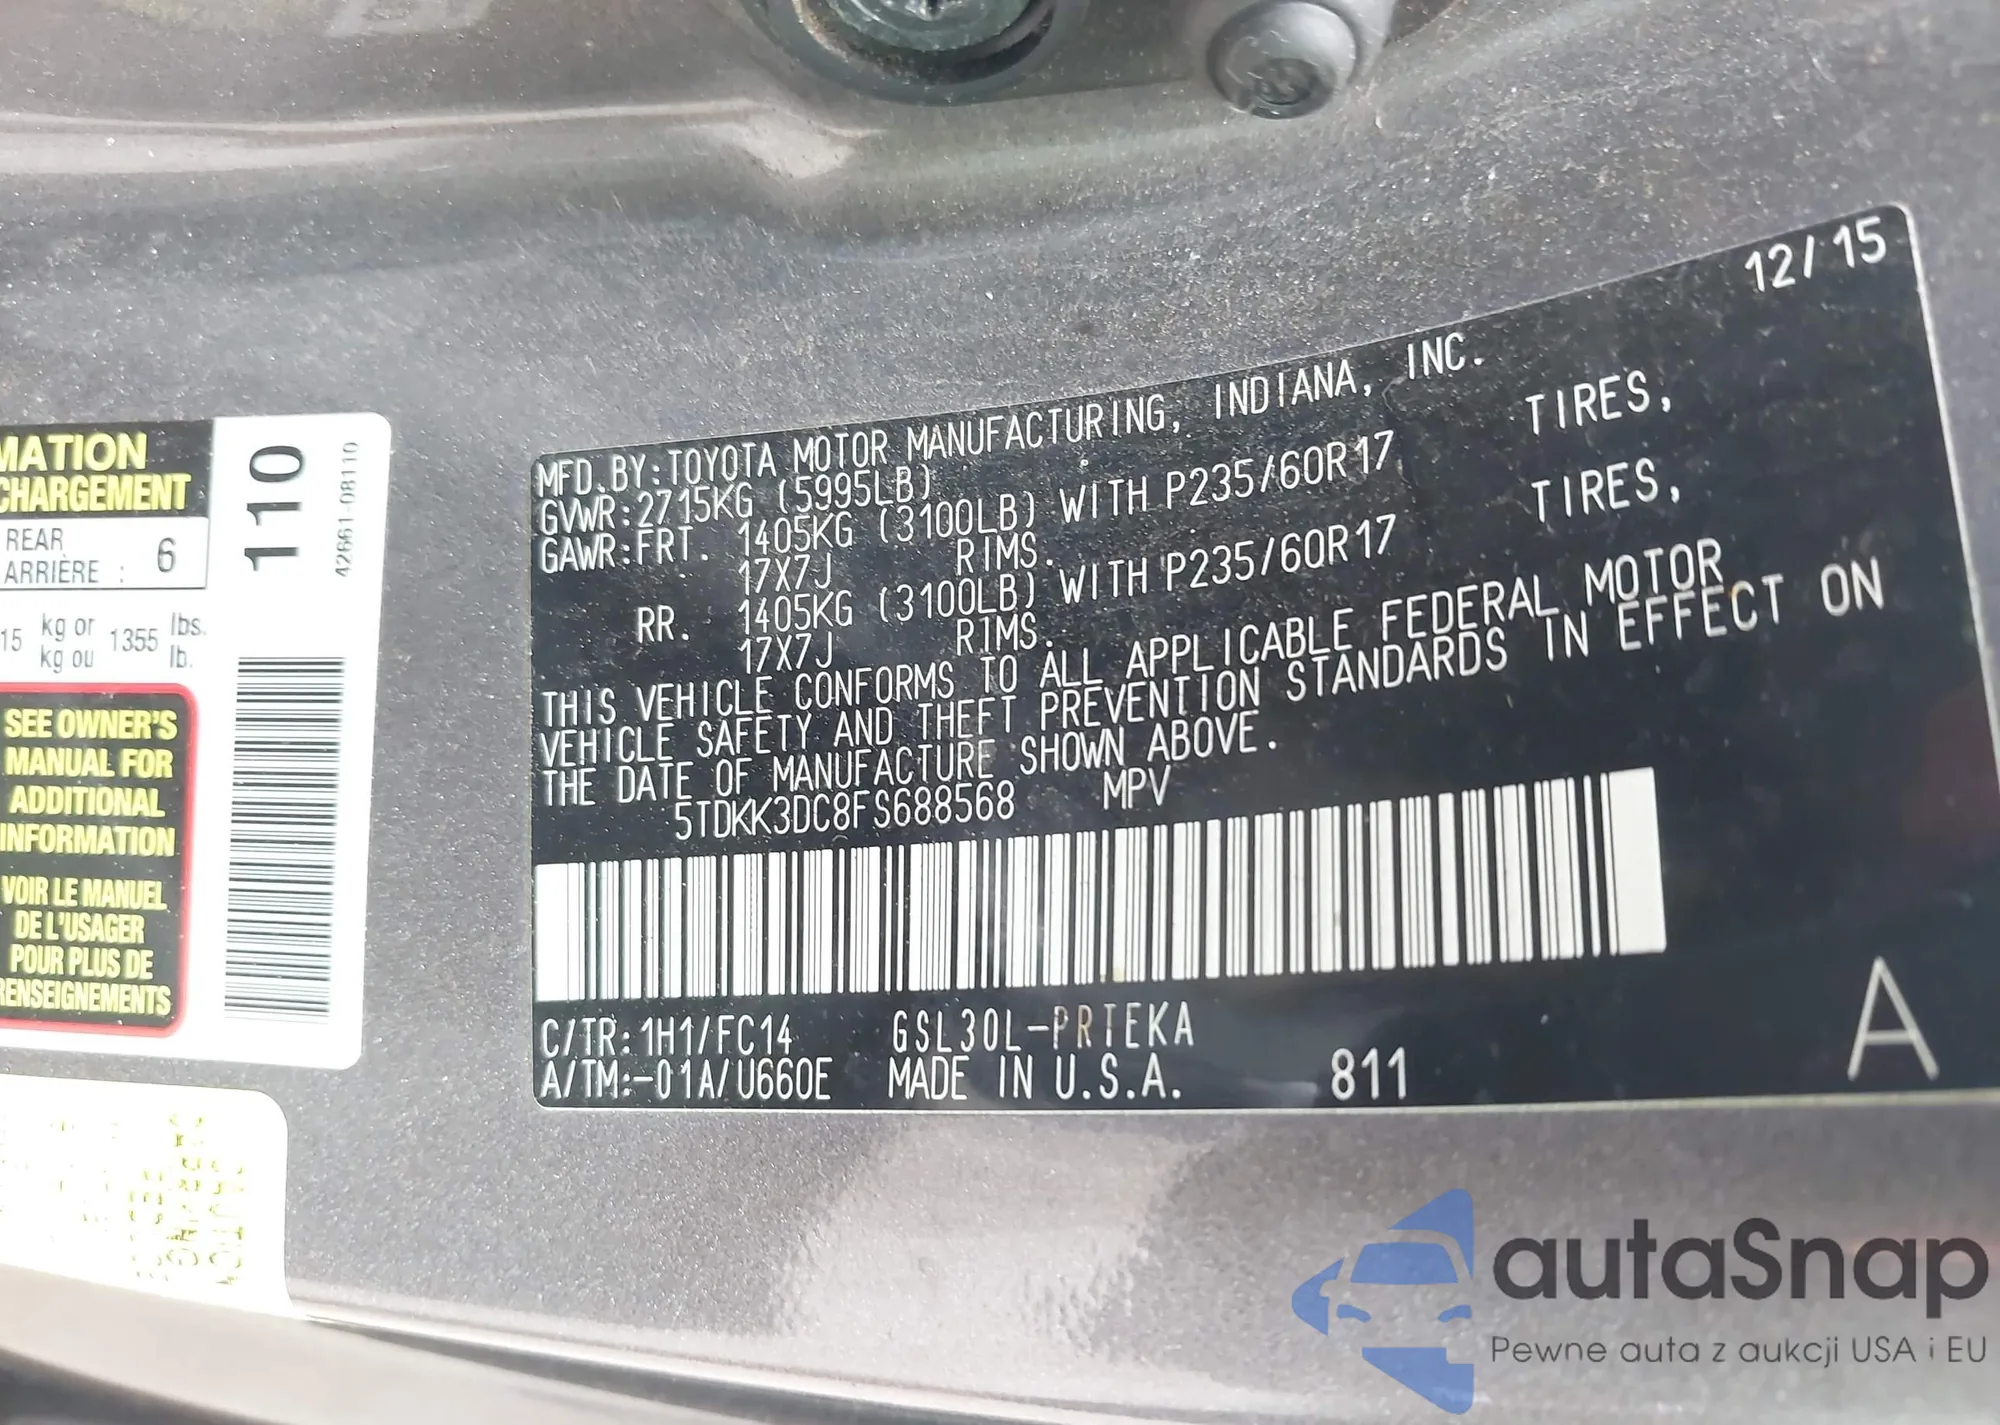 12/15
MFD.BY:TOYOTA MOTOR MANUFACTURING, INDIANA, INC.
GVWR:2715KG (5995LB)
GAWR:FRT. 1405KG (3100LB) WITH P235/60R17 TIRES,
17X7J RIMS.
RR. 1405KG (3100LB) WITH P235/60R17 TIRES,
17X7J RIMS.
THIS VEHICLE CONFORMS TO ALL APPLICABLE FEDERAL MOTOR
VEHICLE SAFETY AND THEFT PREVENTION STANDARDS IN EFFECT ON
THE DATE OF MANUFACTURE SHOWN ABOVE.
5TDKK3DC8FS688568 MPV
C/TR:1H1/FC14 GSL30L-PRTEKA
A/TM:-01A/U660E MADE IN U.S.A. 811
A
MATION
CHARGEMENT
REAR
ARRIÈRE : 6
15 kg or 1355 lbs.
kg ou lb.
SEE OWNER'S
MANUAL FOR
ADDITIONAL
INFORMATION
VOIR LE MANUEL
DE L'USAGER
POUR PLUS DE
RENSEIGNEMENTS
110
42661-08110
autaSnap
Pewne auta z aukcji USA i EU